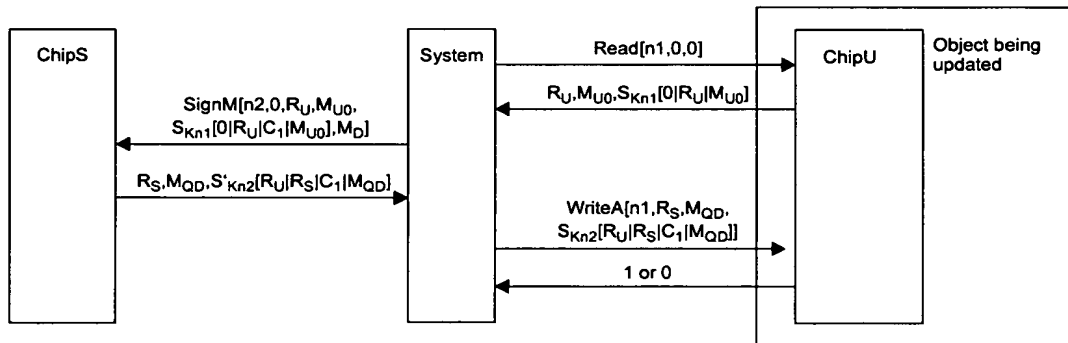 ChipS
System
ChipU
Object being
updated
Read[n1,0,0]
R_U,M_U0,S_Kn1[0|R_U|M_U0]
SignM[n2,0,R_U,M_U0,
S_Kn1[0|R_U|C_1|M_U0],M_D]
R_S,M_QD,S'_Kn2[R_U|R_S|C_1|M_QD]
WriteA[n1,R_S,M_QD,
S_Kn2[R_U|R_S|C_1|M_QD]]
1 or 0